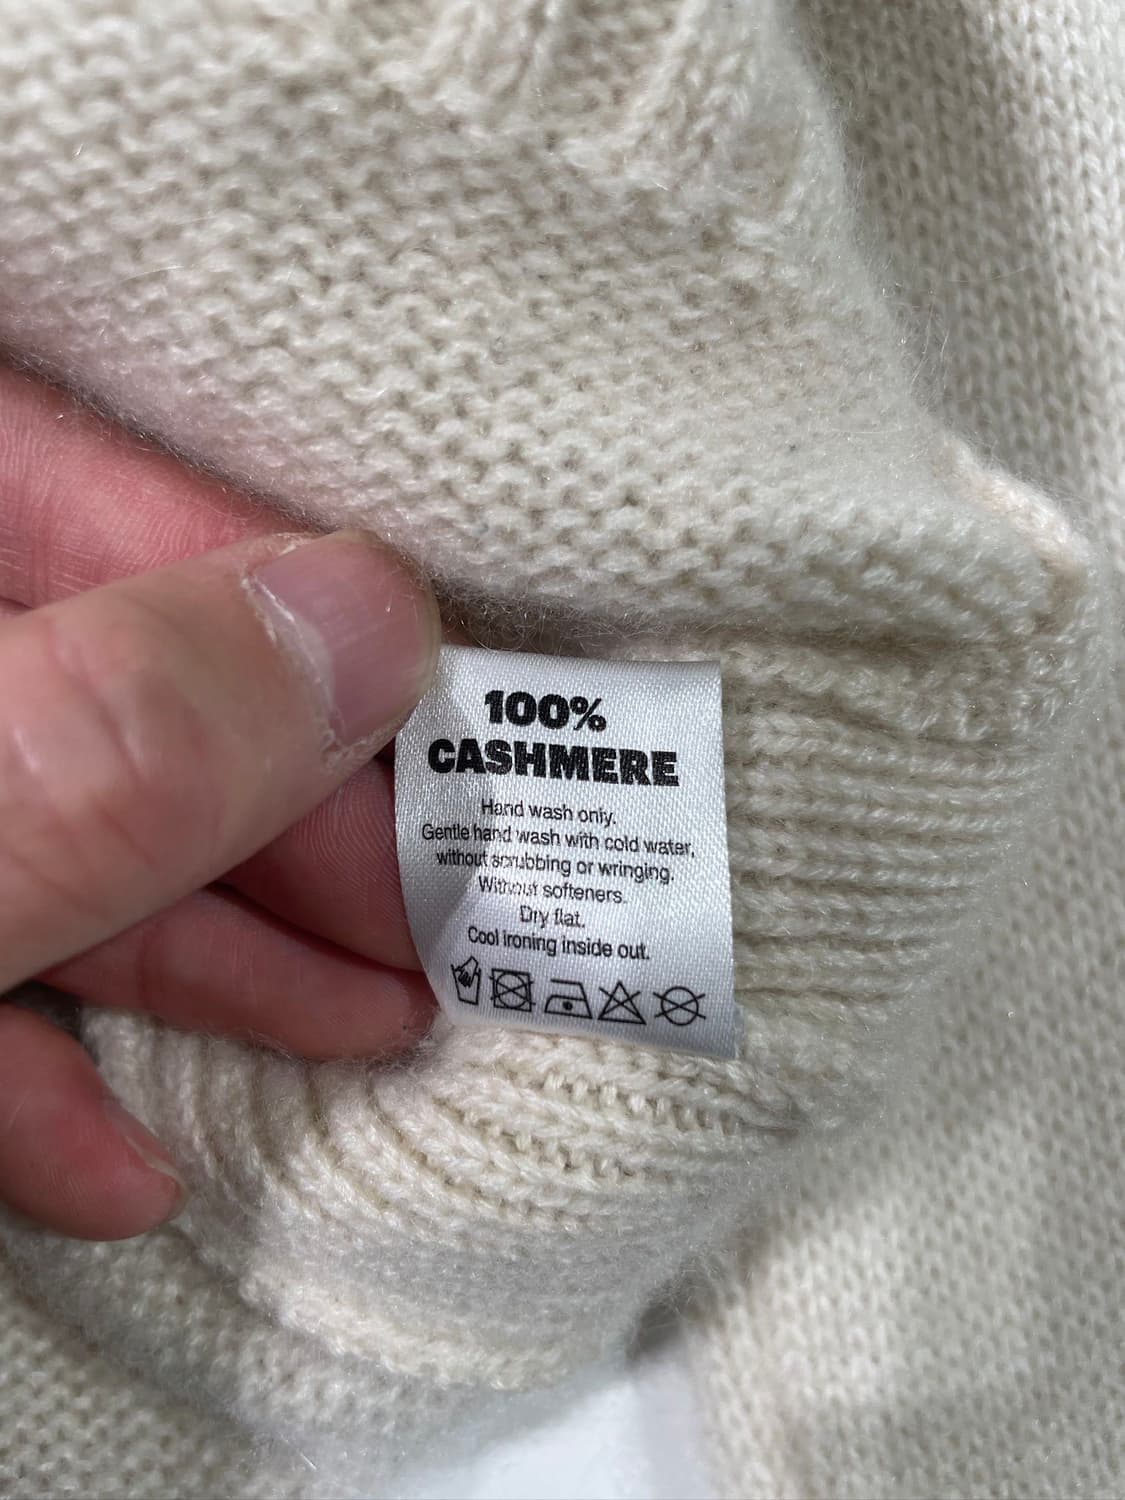 100%
CASHMERE
Hand wash only.
Gentle hand wash with cold water,
without scrubbing or wringing.
Without softeners.
Dry flat.
Cool ironing inside out.